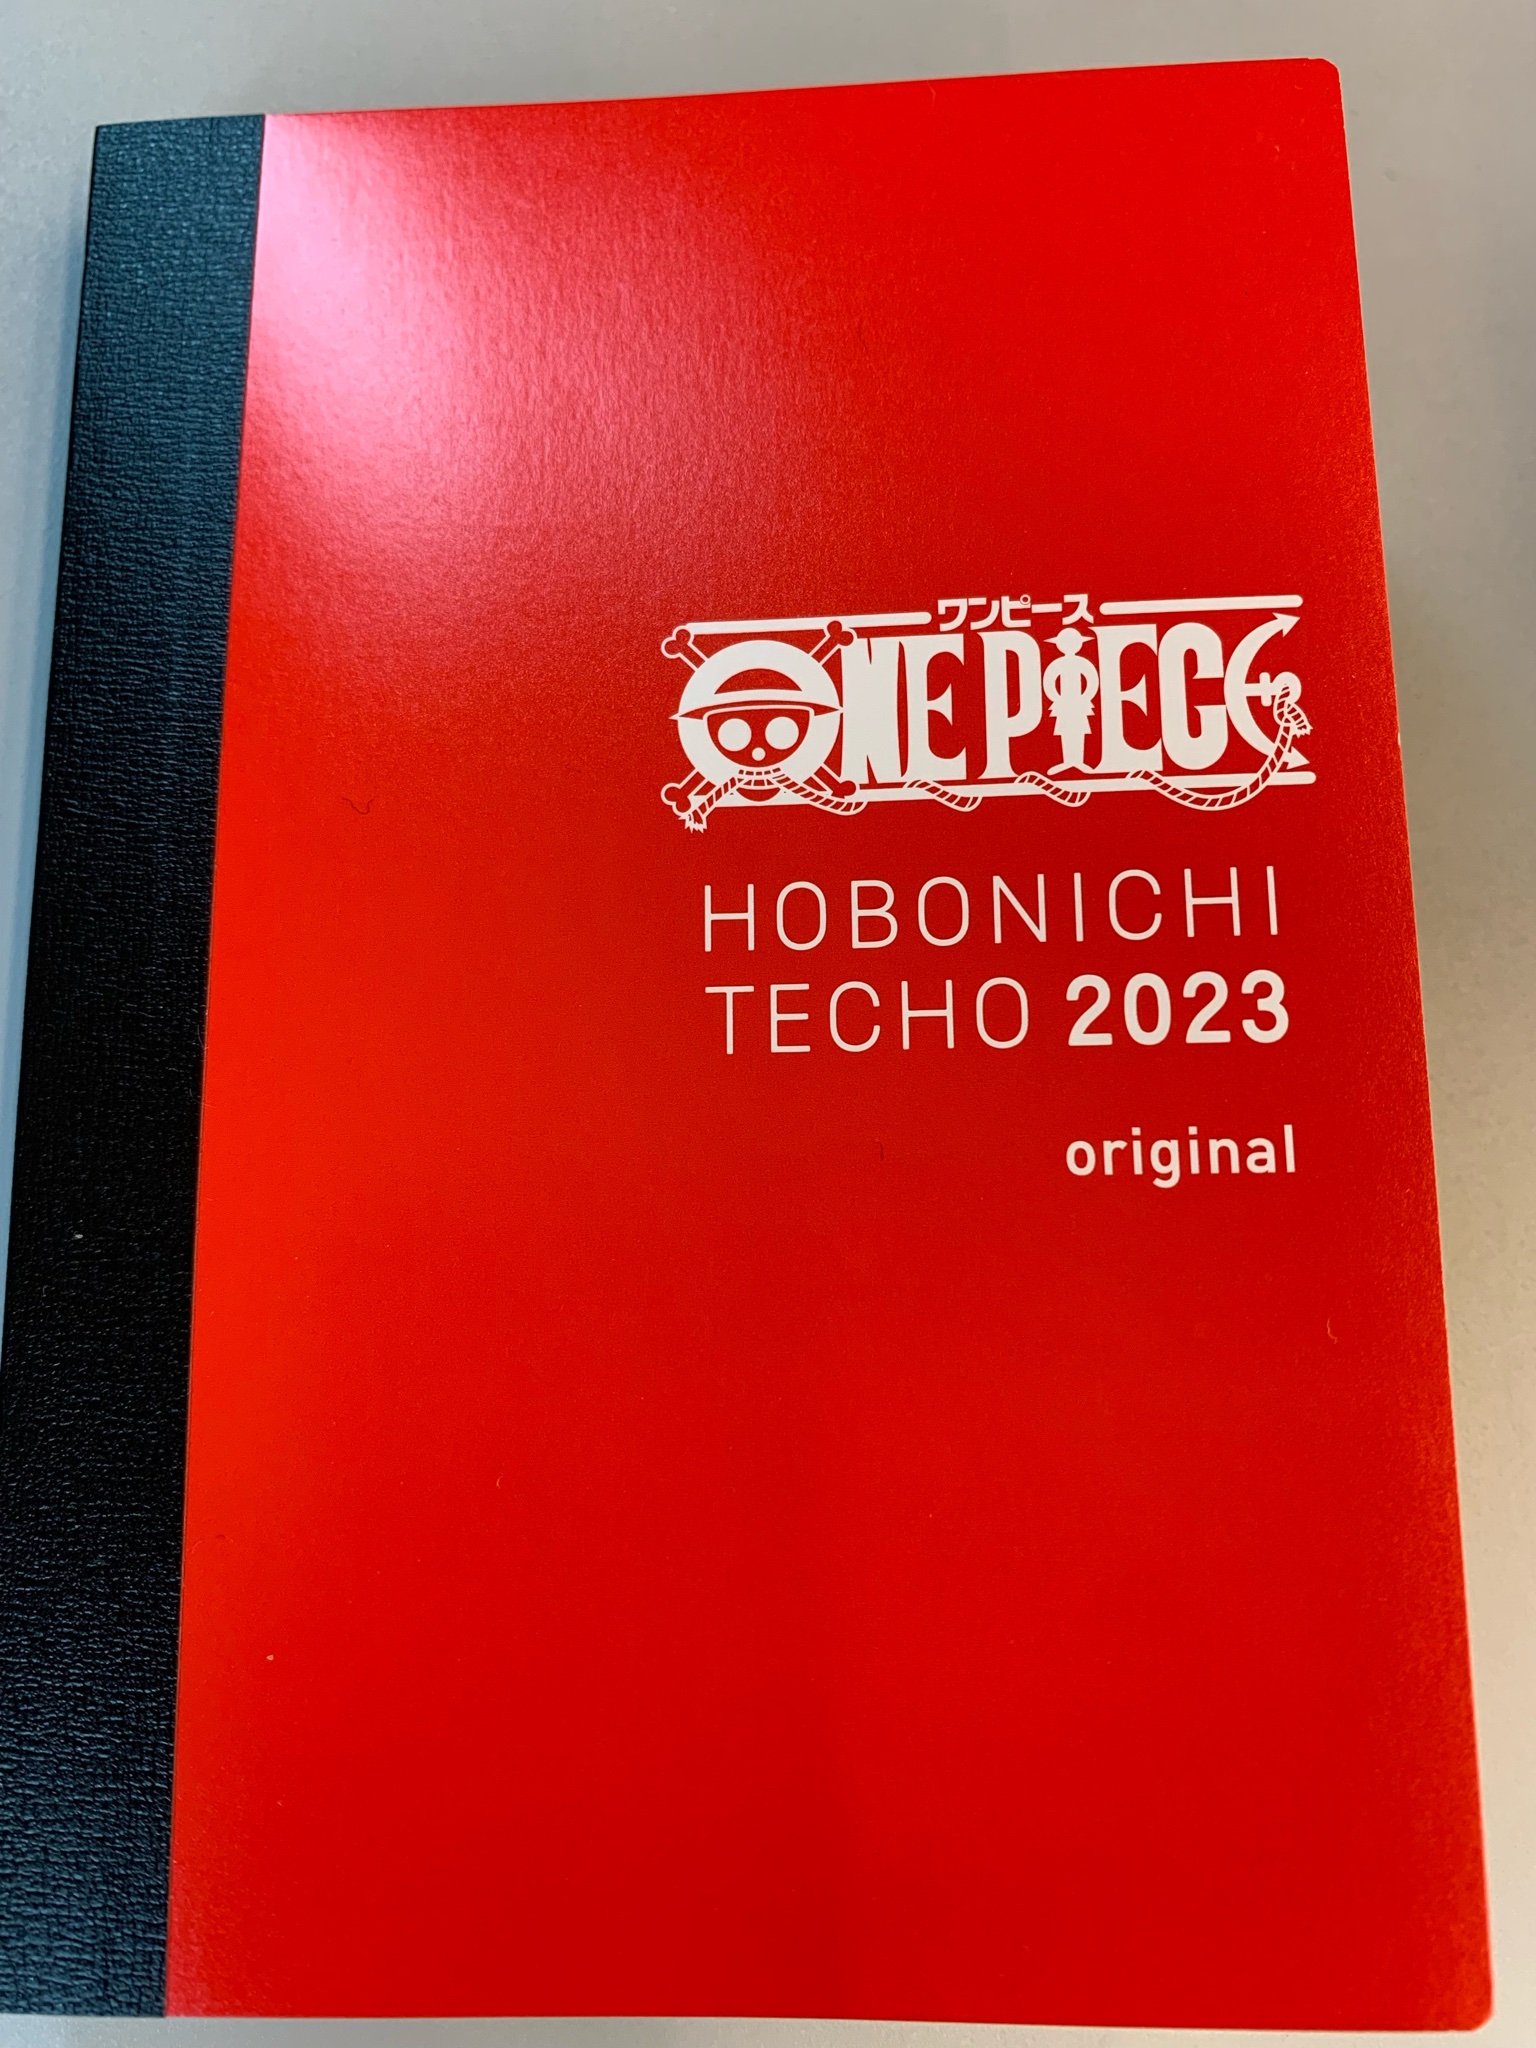 ワンピース
ONE PIECE
HOBONICHI
TECHO 2023
original